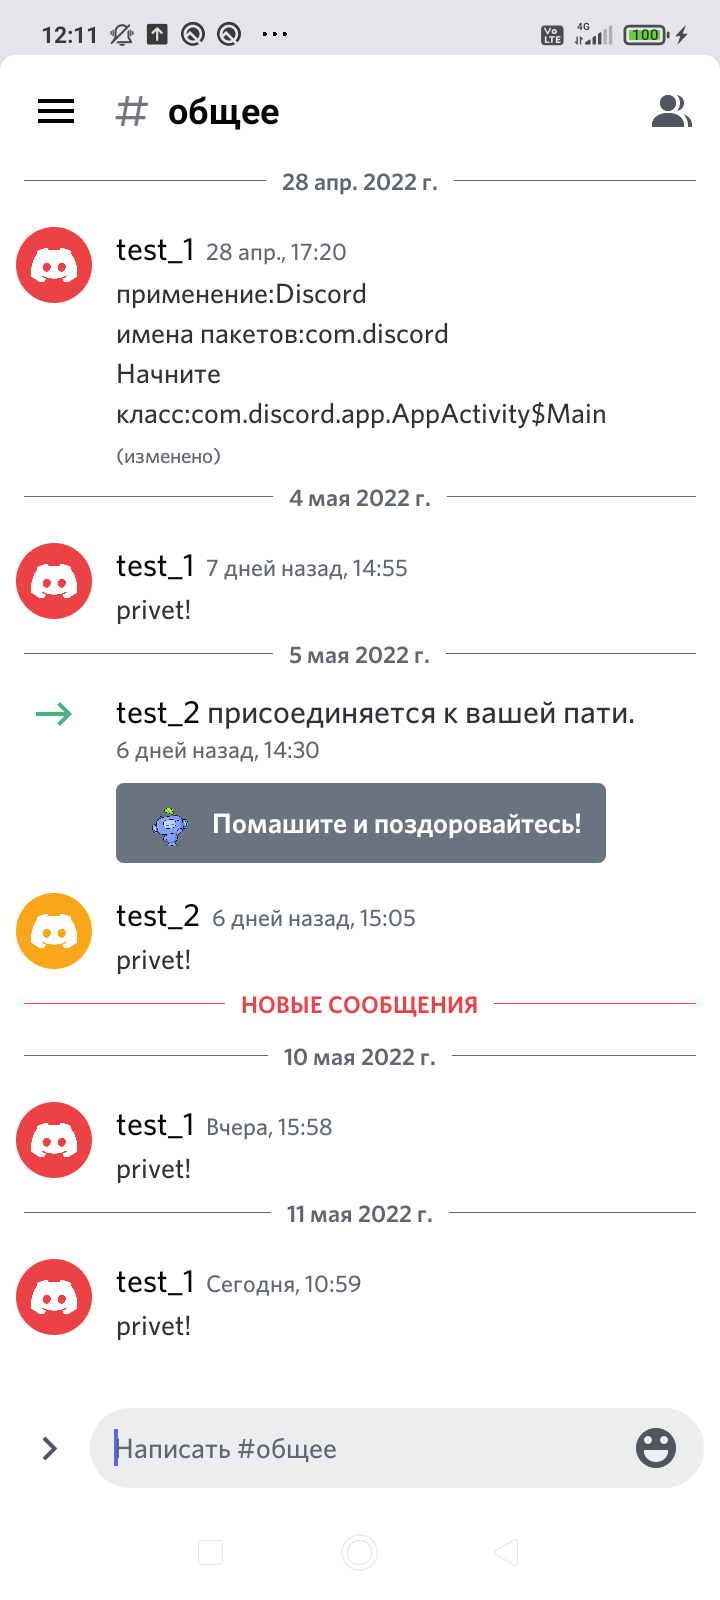 12:11
Vo LTE 4G 100
# общее
28 апр. 2022 г.
test_1 28 апр., 17:20
применение:Discord
имена пакетов:com.discord
Начните
класс:com.discord.app.AppActivity$Main
(изменено)
4 мая 2022 г.
test_1 7 дней назад, 14:55
privet!
5 мая 2022 г.
test_2 присоединяется к вашей пати.
6 дней назад, 14:30
Помашите и поздоровайтесь!
test_2 6 дней назад, 15:05
privet!
НОВЫЕ СООБЩЕНИЯ
10 мая 2022 г.
test_1 Вчера, 15:58
privet!
11 мая 2022 г.
test_1 Сегодня, 10:59
privet!
Написать #общее